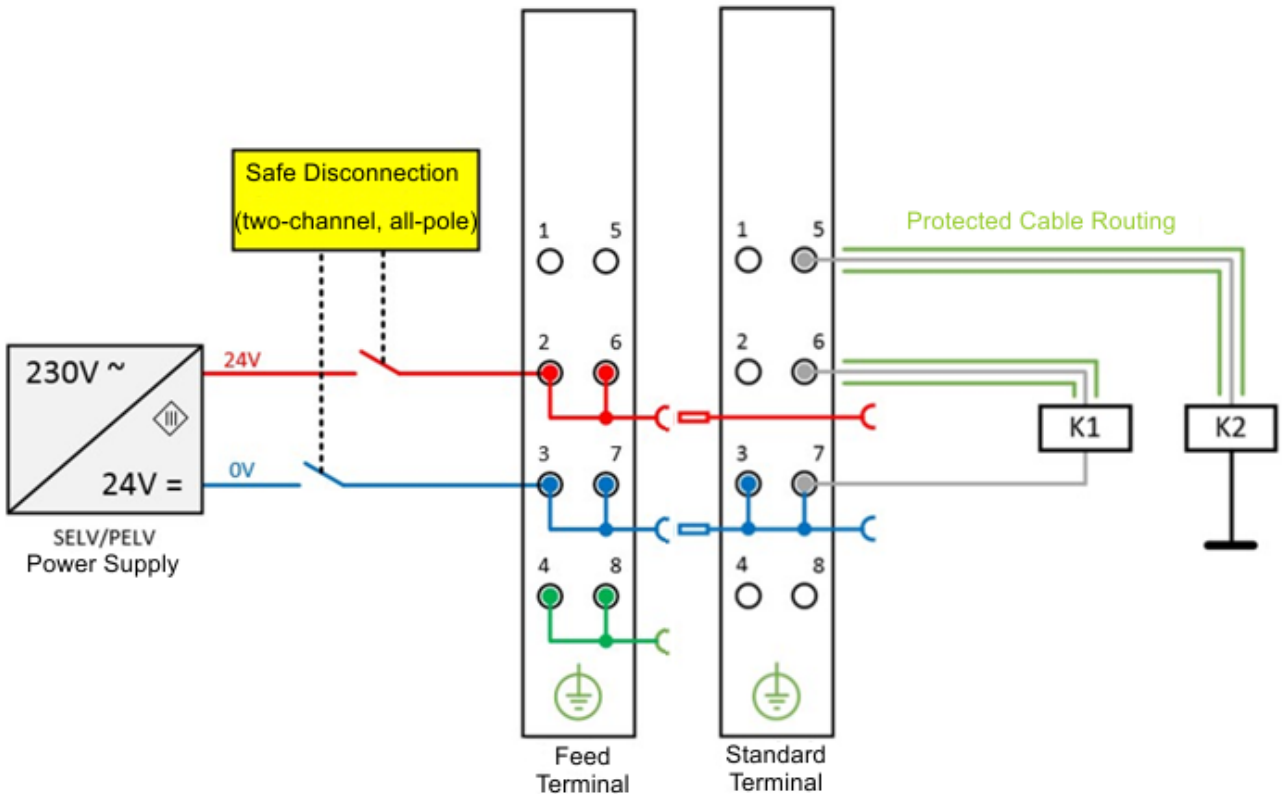 Safe Disconnection
(two-channel, all-pole)
Protected Cable Routing
1 5
1 5
2 6
2 6
230V ~
24V
III
24V =
0V
K1
K2
3 7
3 7
SELV/PELV
Power Supply
4 8
4 8
Feed
Terminal
Standard
Terminal